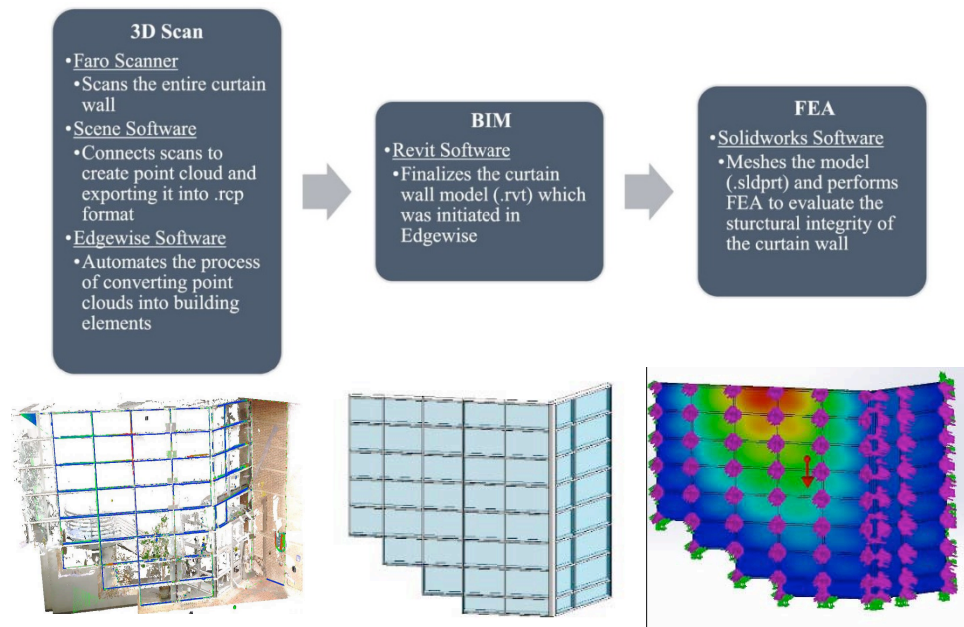 3D Scan
•Faro Scanner
•Scans the entire curtain
wall
•Scene Software
•Connects scans to
create point cloud and
exporting it into .rcp
format
•Edgewise Software
•Automates the process
of converting point
clouds into building
elements
BIM
•Revit Software
•Finalizes the curtain
wall model (.rvt) which
was initiated in
Edgewise
FEA
•Solidworks Software
•Meshes the model
(.sldprt) and performs
FEA to evaluate the
sturctural integrity of
the curtain wall